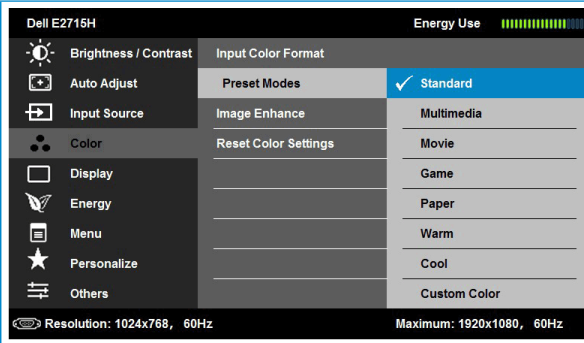 Dell E2715H Energy Use
Brightness / Contrast Input Color Format
Auto Adjust Preset Modes Standard
Input Source Image Enhance Multimedia
Color Reset Color Settings Movie
Display Game
Energy Paper
Menu Warm
Personalize Cool
Others Custom Color
Resolution: 1024x768, 60Hz Maximum: 1920x1080, 60Hz